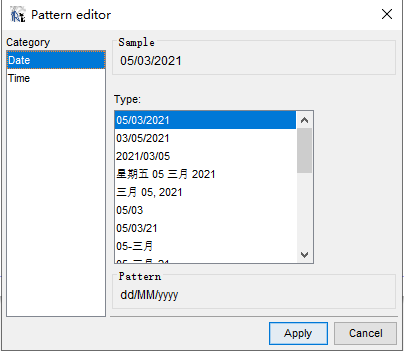 Pattern editor
Category
Date
Time
Sample
05/03/2021
Type:
05/03/2021
03/05/2021
2021/03/05
星期五 05 三月 2021
三月 05, 2021
05/03
05/03/21
05-三月
Pattern
dd/MM/yyyy
Apply
Cancel